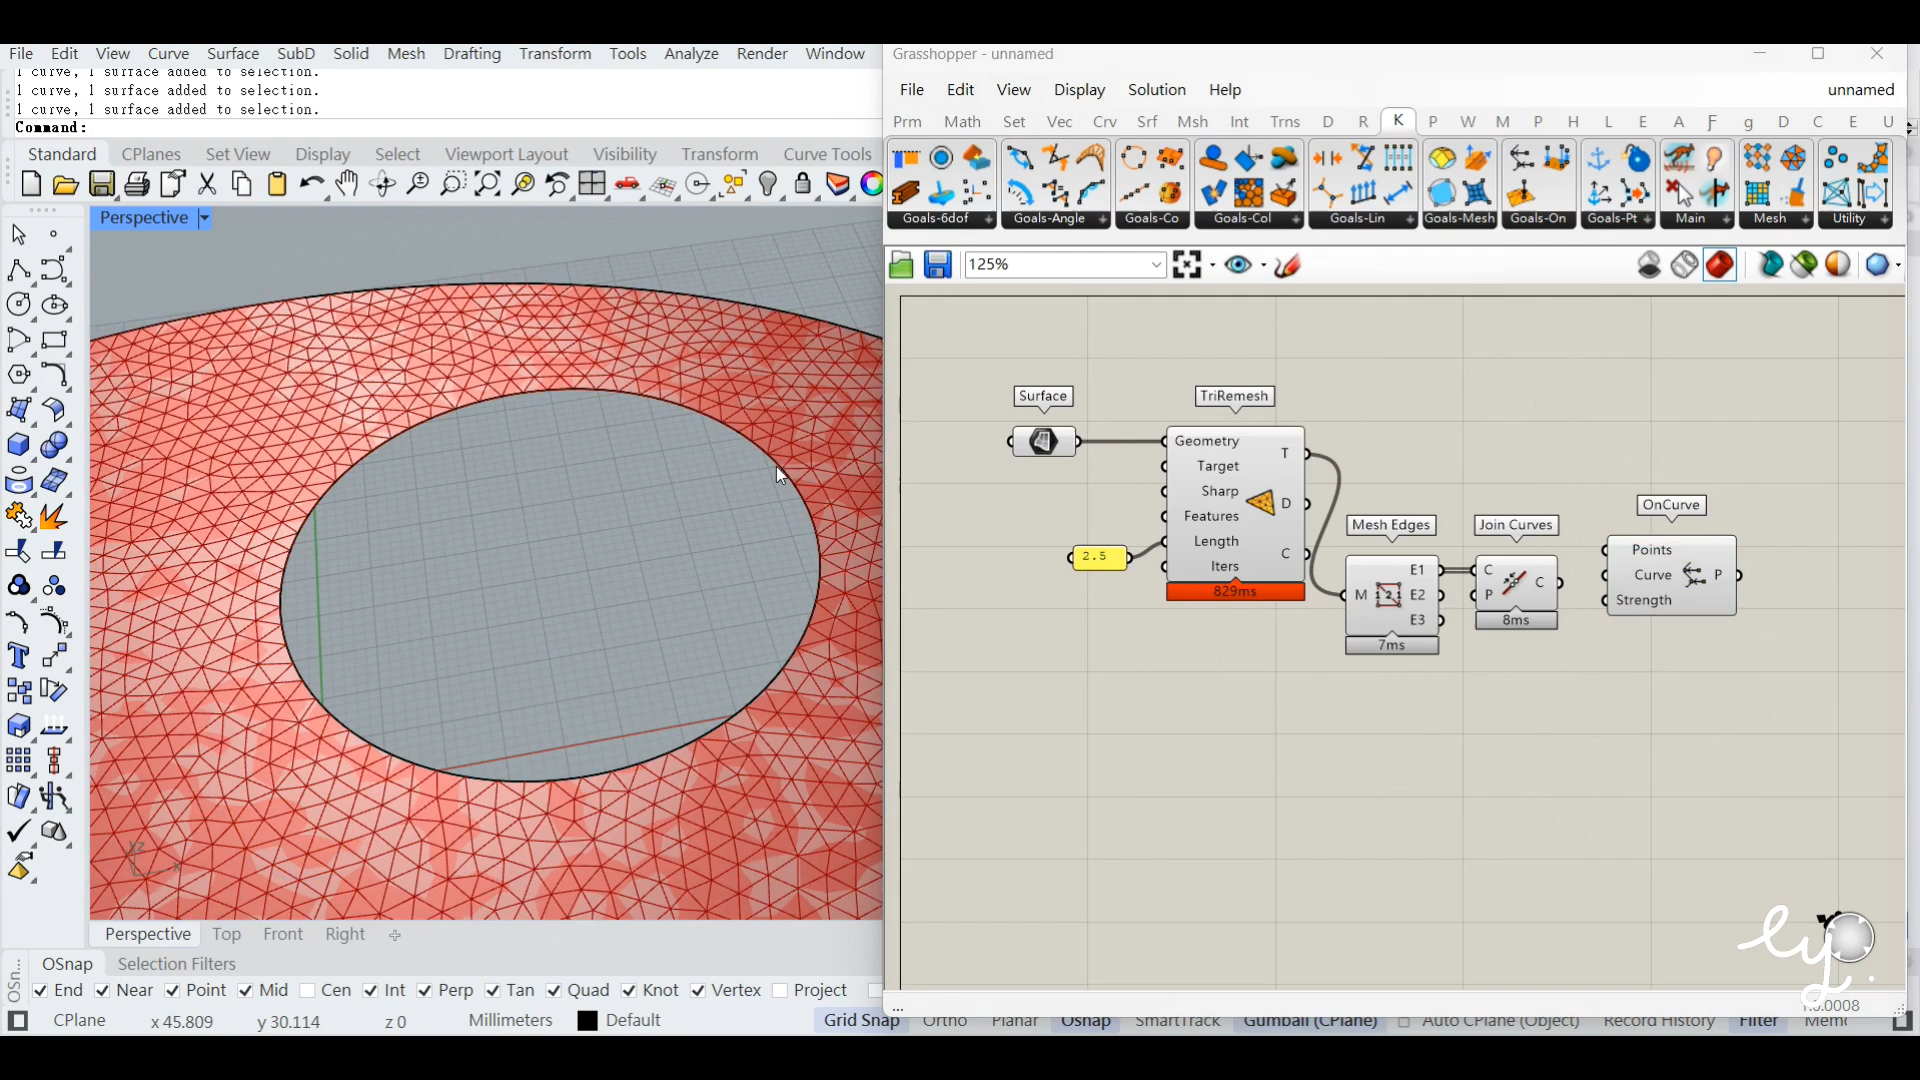 File Edit View Curve Surface SubD Solid Mesh Drafting Transform Tools Analyze Render Window
1 curve, 1 surface added to selection.
1 curve, 1 surface added to selection.
1 curve, 1 surface added to selection.
Command:
Standard CPlanes Set View Display Select Viewport Layout Visibility Transform Curve Tools
Perspective
Grasshopper - unnamed
File Edit View Display Solution Help unnamed
Prm Math Set Vec Crv Srf Msh Int Trns D R K P W M P H L E A F g D C E U
Goals-6dof Goals-Angle Goals-Co Goals-Col Goals-Lin Goals-Mesh Goals-On Goals-Pt Main Mesh Utility
125%
Surface
TriRemesh
Geometry
Target
Sharp
Features
Length
Iters
T
D
C
829ms
2.5
Mesh Edges
M
E1
E2
E3
7ms
Join Curves
C
P
C
8ms
OnCurve
Points
Curve
Strength
P
yz
x
ly.
...
1.0.0008
Perspective Top Front Right
OSnap Selection Filters
OSn...
End Near Point Mid Cen Int Perp Tan Quad Knot Vertex Project
CPlane x 45.809 y 30.114 z 0 Millimeters Default Grid Snap Ortho Planar Osnap SmartTrack Gumball (CPlane) Auto CPlane (Object) Record History Filter Memo